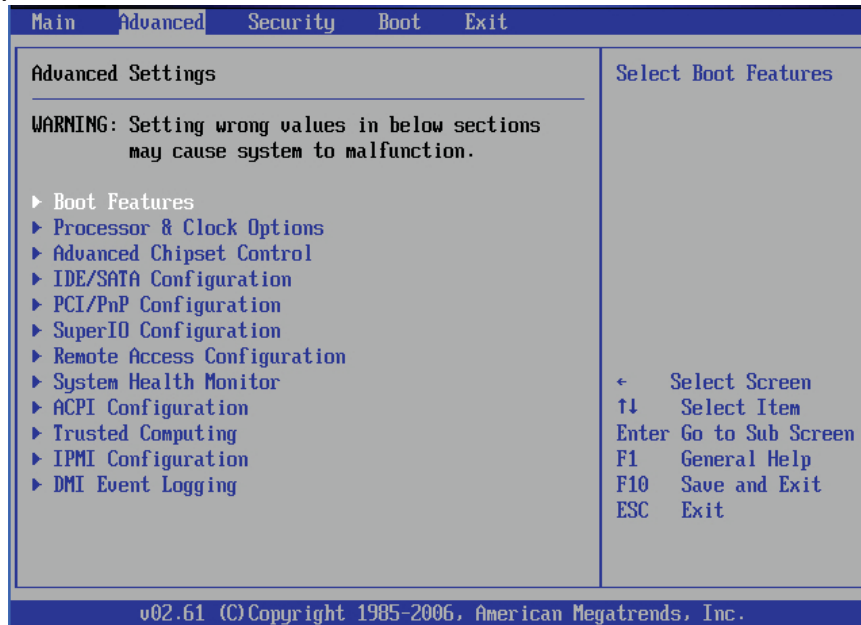 Main Advanced Security Boot Exit
Advanced Settings
WARNING: Setting wrong values in below sections
may cause system to malfunction.
▶ Boot Features
▶ Processor & Clock Options
▶ Advanced Chipset Control
▶ IDE/SATA Configuration
▶ PCI/PnP Configuration
▶ SuperIO Configuration
▶ Remote Access Configuration
▶ System Health Monitor
▶ ACPI Configuration
▶ Trusted Computing
▶ IPMI Configuration
▶ DMI Event Logging
Select Boot Features
← Select Screen
↑↓ Select Item
Enter Go to Sub Screen
F1 General Help
F10 Save and Exit
ESC Exit
v02.61 (C)Copyright 1985-2006, American Megatrends, Inc.